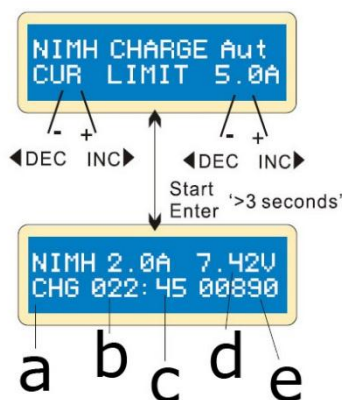 NIMH CHARGE Aut
CUR LIMIT 5.0A
- + - +
◀DEC INC▶ ◀DEC INC▶
Start
Enter '>3 seconds'
NIMH 2.0A 7.42V
CHG 022:45 00890
a b c d e